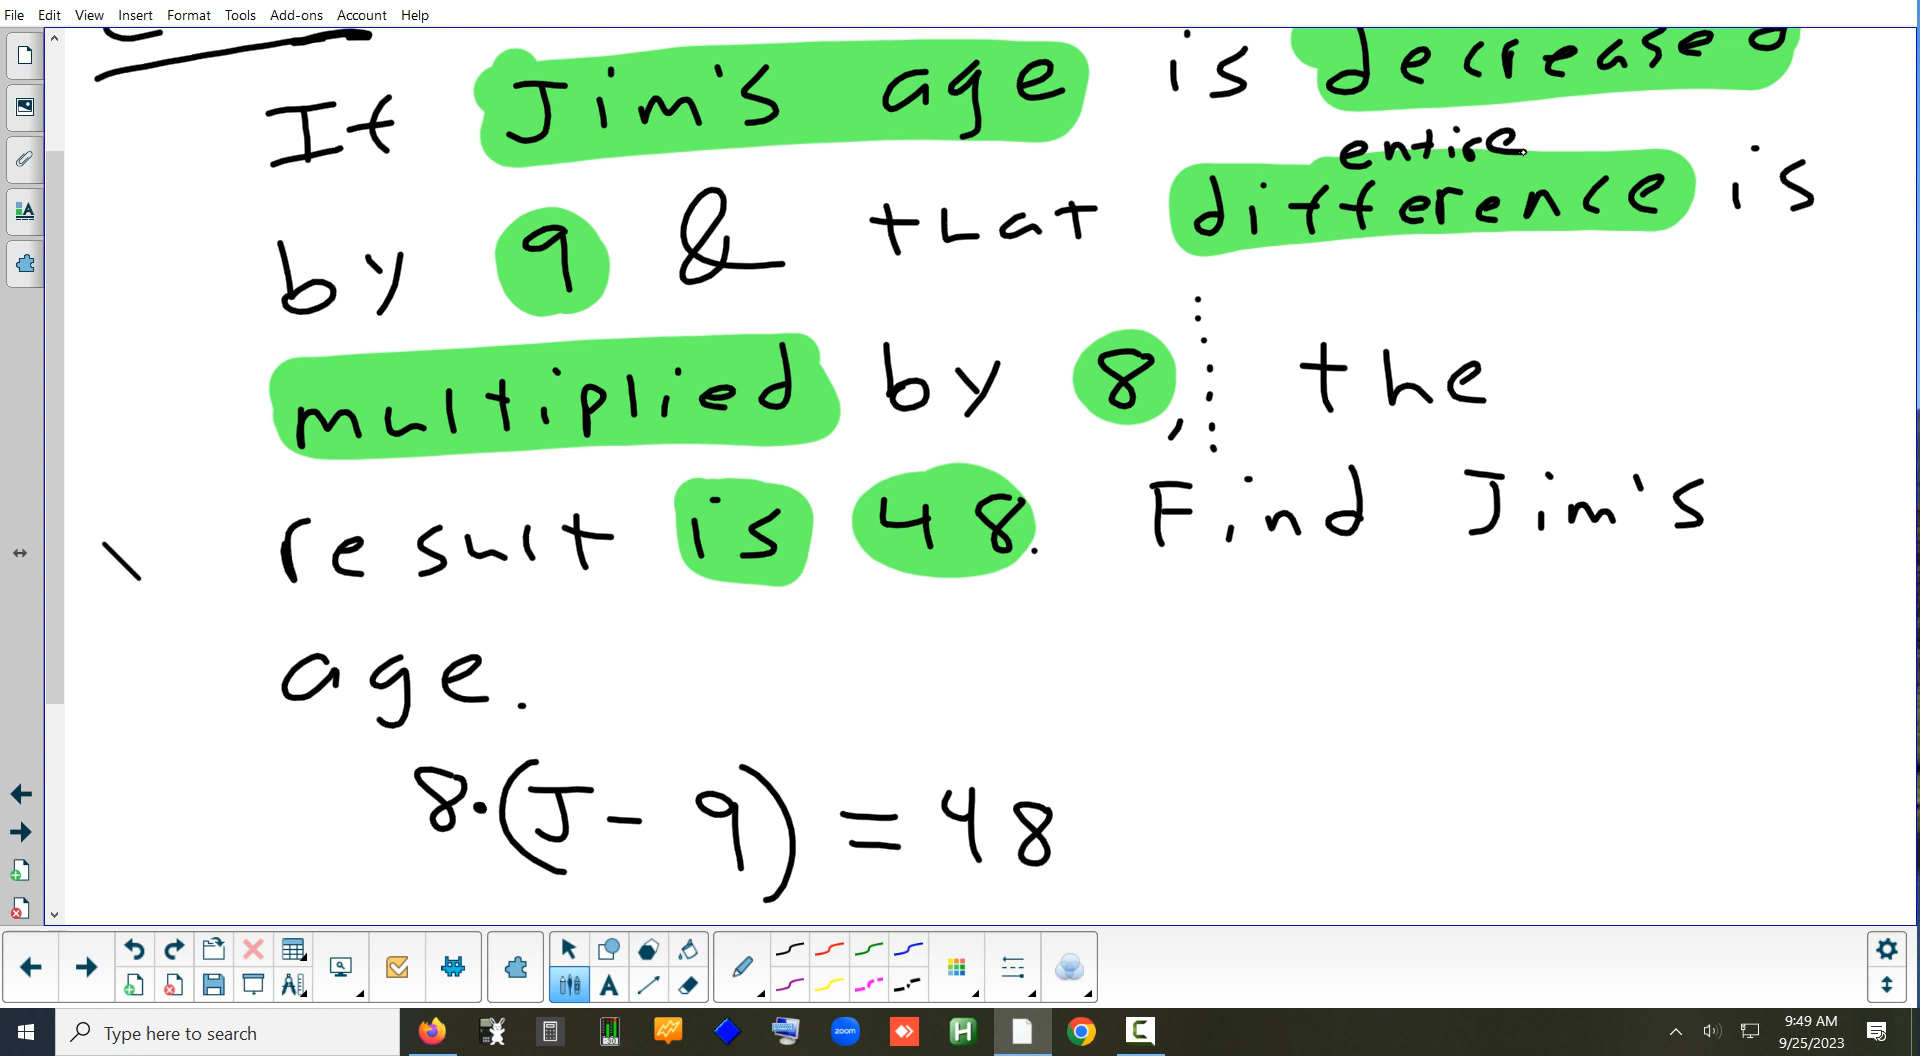 File Edit View Insert Format Tools Add-ons Account Help
If Jim's age is decreased
entire
by 9 & that difference is
multiplied by 8, the
result is 48. Find Jim's
age.
8·(J - 9) = 48
Type here to search
zoom
9:49 AM
9/25/2023